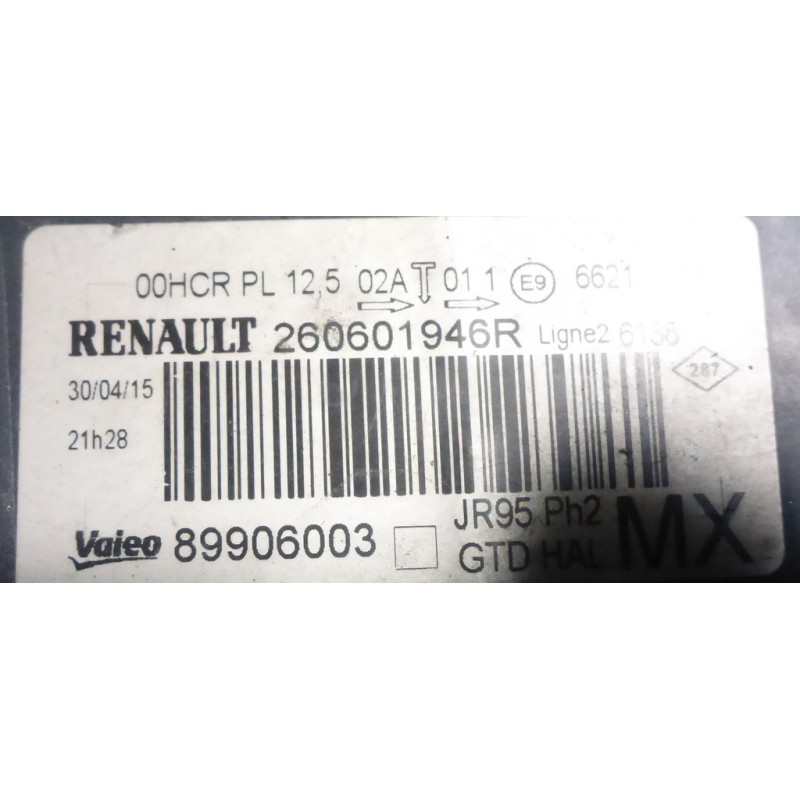 00HCR PL 12,5 02A 01 1 E9 6621
RENAULT 260601946R Ligne2 6156
30/04/15
287
21h28
Valeo 89906003 JR95 Ph2 MX
GTD HAL